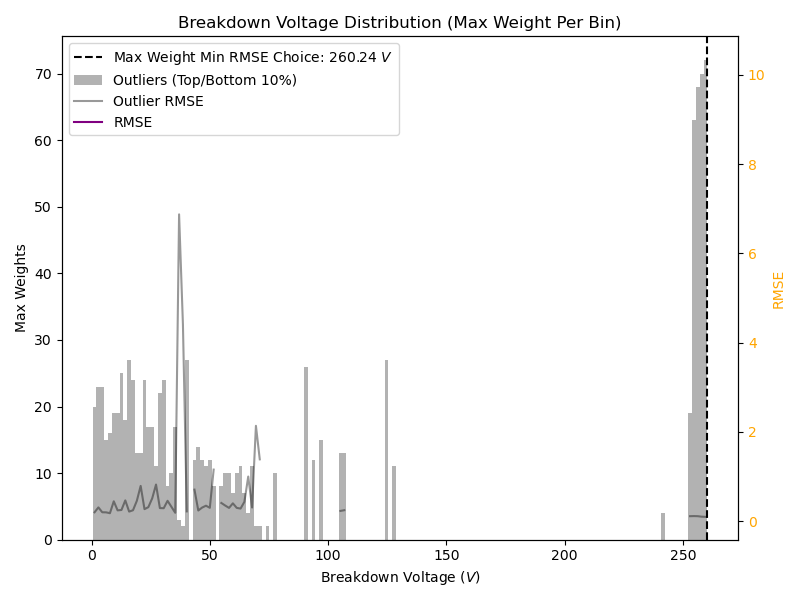 Breakdown Voltage Distribution (Max Weight Per Bin)
Max Weight Min RMSE Choice: 260.24 V
Outliers (Top/Bottom 10%)
Outlier RMSE
RMSE
Max Weights
70
60
50
40
30
20
10
0
10
8
6
4
2
0
RMSE
0
50
100
150
200
250
Breakdown Voltage (V)